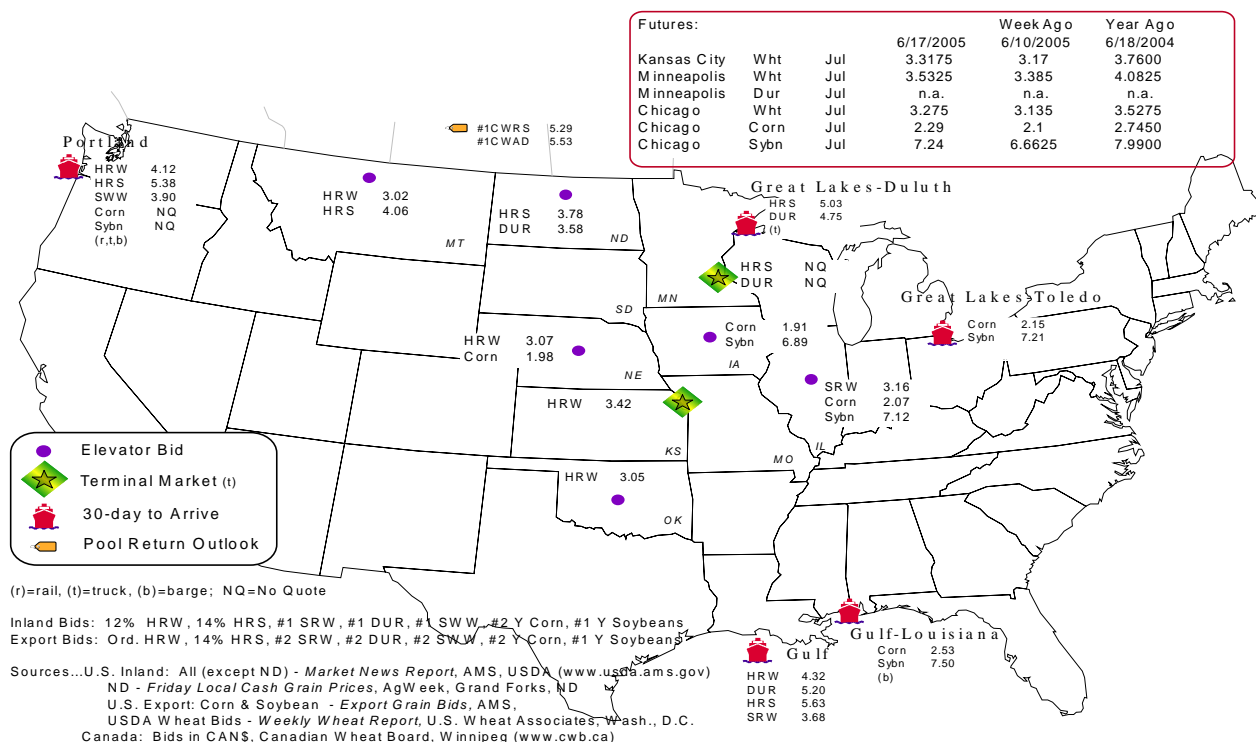 Futures:
Week Ago Year Ago
6/17/2005 6/10/2005 6/18/2004
Kansas City Wht Jul 3.3175 3.17 3.7600
Minneapolis Wht Jul 3.5325 3.385 4.0825
Minneapolis Dur Jul n.a. n.a. n.a.
Chicago Wht Jul 3.275 3.135 3.5275
Chicago Corn Jul 2.29 2.1 2.7450
Chicago Sybn Jul 7.24 6.6625 7.9900
#1CWRS 5.29
#1CWAD 5.53
Portland
HRW 4.12
HRS 5.38
SWW 3.90
Corn NQ
Sybn NQ
(r,t,b)
HRW 3.02
HRS 4.06
MT
HRS 3.78
DUR 3.58
ND
Great Lakes-Duluth
HRS 5.03
DUR 4.75
(t)
HRS NQ
DUR NQ
MN
SD
Great Lakes-Toledo
Corn 2.15
Sybn 7.21
HRW 3.07
Corn 1.98
NE
Corn 1.91
Sybn 6.89
IA
SRW 3.16
Corn 2.07
Sybn 7.12
IL
HRW 3.42
KS
MO
HRW 3.05
OK
Elevator Bid
Terminal Market (t)
30-day to Arrive
Pool Return Outlook
Gulf-Louisiana
Corn 2.53
Sybn 7.50
(b)
Gulf
HRW 4.32
DUR 5.20
HRS 5.63
SRW 3.68
(r)=rail, (t)=truck, (b)=barge; NQ=No Quote
Inland Bids: 12% HRW, 14% HRS, #1 SRW, #1 DUR, #1 SWW, #2 Y Corn, #1 Y Soybeans
Export Bids: Ord. HRW, 14% HRS, #2 SRW, #2 DUR, #2 SWW, #2 Y Corn, #1 Y Soybeans
Sources...U.S. Inland: All (except ND) - Market News Report, AMS, USDA (www.usda.ams.gov)
ND - Friday Local Cash Grain Prices, AgWeek, Grand Forks, ND
U.S. Export: Corn & Soybean - Export Grain Bids, AMS,
USDA Wheat Bids - Weekly Wheat Report, U.S. Wheat Associates, Wash., D.C.
Canada: Bids in CAN$, Canadian Wheat Board, Winnipeg (www.cwb.ca)